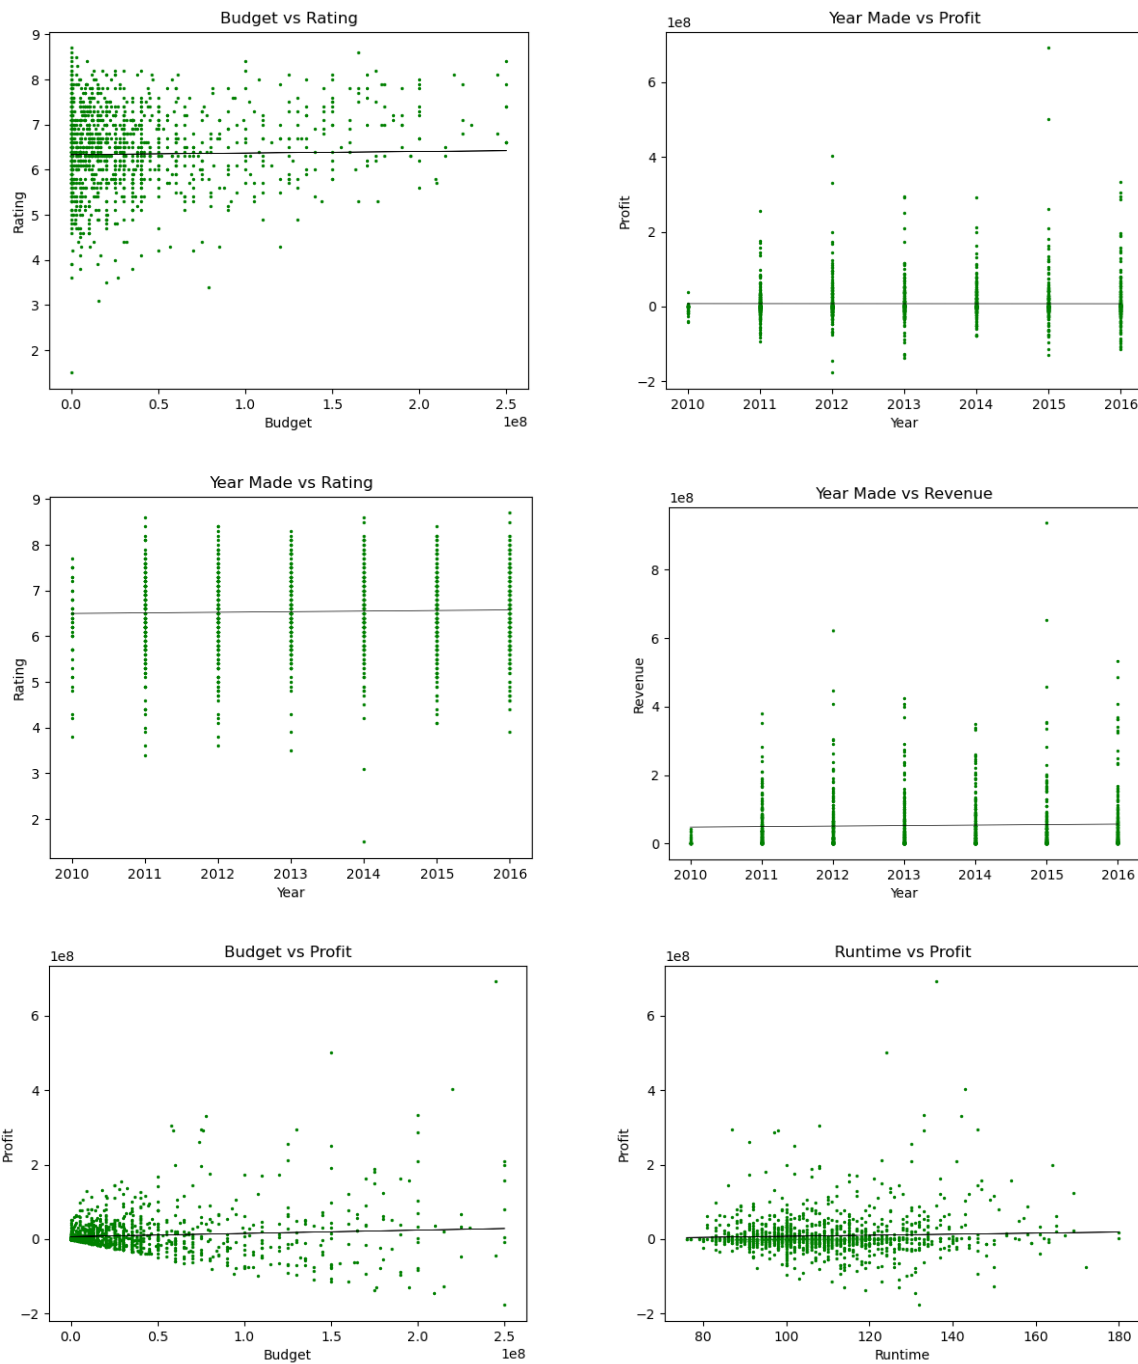 Budget vs Rating
Rating
9
8
7
6
5
4
3
2
0.0 0.5 1.0 1.5 2.0 2.5
1e8
Budget
Year Made vs Profit
1e8
Profit
6
4
2
0
−2
2010 2011 2012 2013 2014 2015 2016
Year
Year Made vs Rating
Rating
9
8
7
6
5
4
3
2
2010 2011 2012 2013 2014 2015 2016
Year
Year Made vs Revenue
1e8
Revenue
8
6
4
2
0
2010 2011 2012 2013 2014 2015 2016
Year
Budget vs Profit
1e8
Profit
6
4
2
0
−2
0.0 0.5 1.0 1.5 2.0 2.5
1e8
Budget
Runtime vs Profit
1e8
Profit
6
4
2
0
−2
80 100 120 140 160 180
Runtime